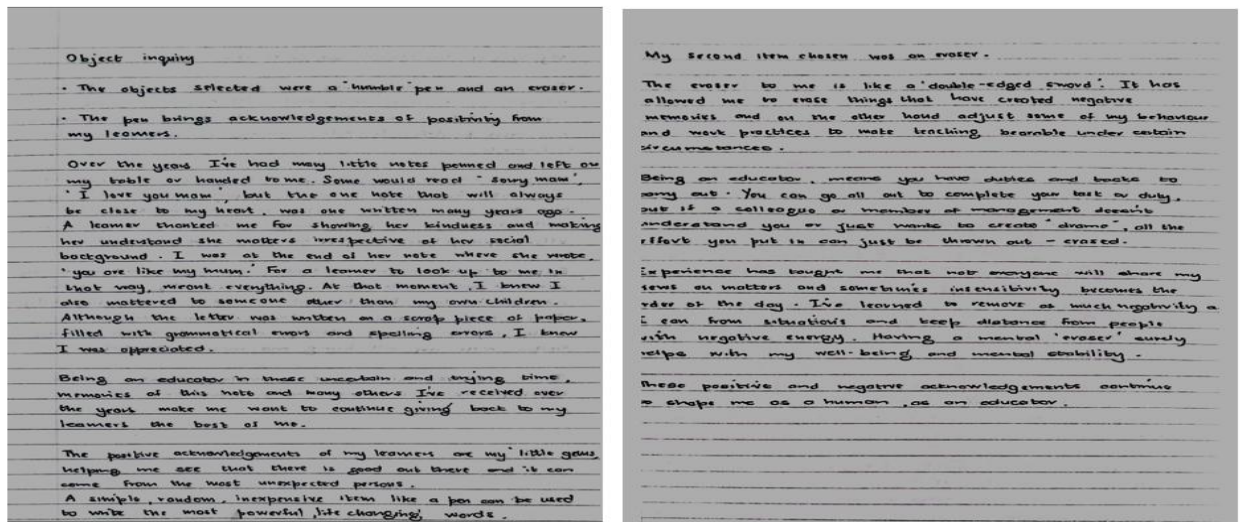 Object inquiry
• The objects selected were a "humble" pen and an eraser.
• The pen brings acknowledgements of positivity from
my learners.
Over the years I've had many little notes penned and left on
my table or handed to me. Some would read "sorry mam",
"I love you mam", but the one note that will always
be close to my heart, was one written many years ago.
A learner thanked me for showing her kindness and making
her understand she matters irrespective of her social
background. I was at the end of her note where she wrote,
"you are like my mum." For a learner to look up to me in
that way, meant everything. At that moment, I knew I
also mattered to someone other than my own children.
Although the letter was written on a scrap piece of paper,
filled with grammatical errors and spelling errors, I knew
I was appreciated.
Being an educator in these uncertain and trying time,
memories of this note and many others I've received over
the years make me want to continue giving back to my
learners the best of me.
The positive acknowledgements of my learners are my "little gems,
helping me see that there is good out there and it can
come from the most unexpected persons.
A simple, random, inexpensive item like a pen can be used
to write the most powerful, life changing, words.
My second item chosen was an eraser.
The eraser to me is like a "double-edged sword". It has
allowed me to erase things that have created negative
memories and on the other hand adjust some of my behaviour
and work practices to make teaching bearable under certain
circumstances.
Being an educator, means you have duties and tasks to
carry out. You can go all out to complete your task or duty,
but if a colleague or member of management doesn't
understand you or just wants to create "drama", all the
effort you put in can just be thrown out - erased.
Experience has taught me that not everyone will share my
views on matters and sometimes insensitivity becomes the
order of the day. I've learned to remove as much negativity as
I can from situations and keep distance from people
with negative energy. Having a mental "eraser" surely
helps with my well-being and mental stability.
These positive and negative acknowledgements continue
to shape me as a human, as an educator.